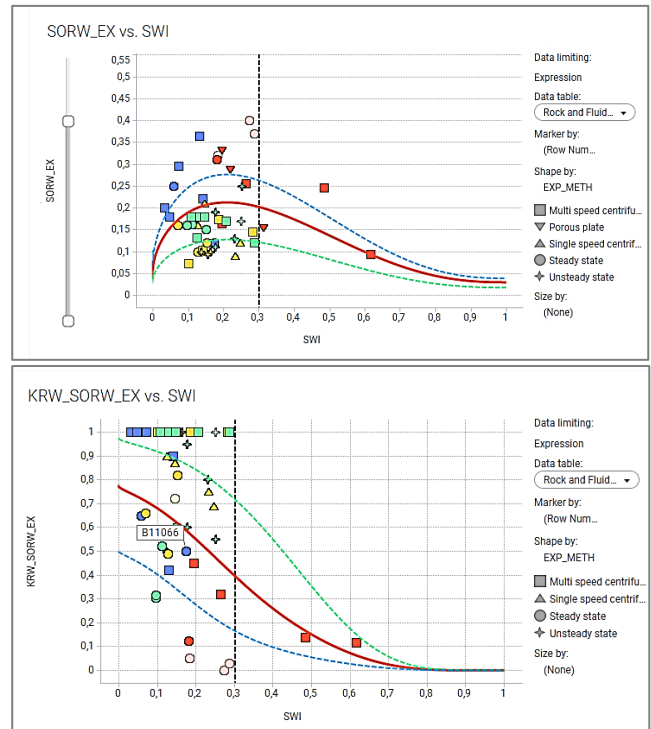 SORW_EX vs. SWI
0,55
0,5
0,45
0,4
0,35
0,3
0,25
0,2
0,15
0,1
0,05
0
SORW_EX
0 0,1 0,2 0,3 0,4 0,5 0,6 0,7 0,8 0,9 1
SWI
Data limiting:
Expression
Data table:
Rock and Fluid...
Marker by:
(Row Num...
Shape by:
EXP_METH
Multi speed centrifu...
Porous plate
Single speed centrif...
Steady state
Unsteady state
Size by:
(None)
KRW_SORW_EX vs. SWI
1
0,9
0,8
0,7
0,6
0,5
0,4
0,3
0,2
0,1
0
KRW_SORW_EX
B11066
0 0,1 0,2 0,3 0,4 0,5 0,6 0,7 0,8 0,9 1
SWI
Data limiting:
Expression
Data table:
Rock and Fluid...
Marker by:
(Row Num...
Shape by:
EXP_METH
Multi speed centrifu...
Single speed centrif...
Steady state
Unsteady state
Size by:
(None)